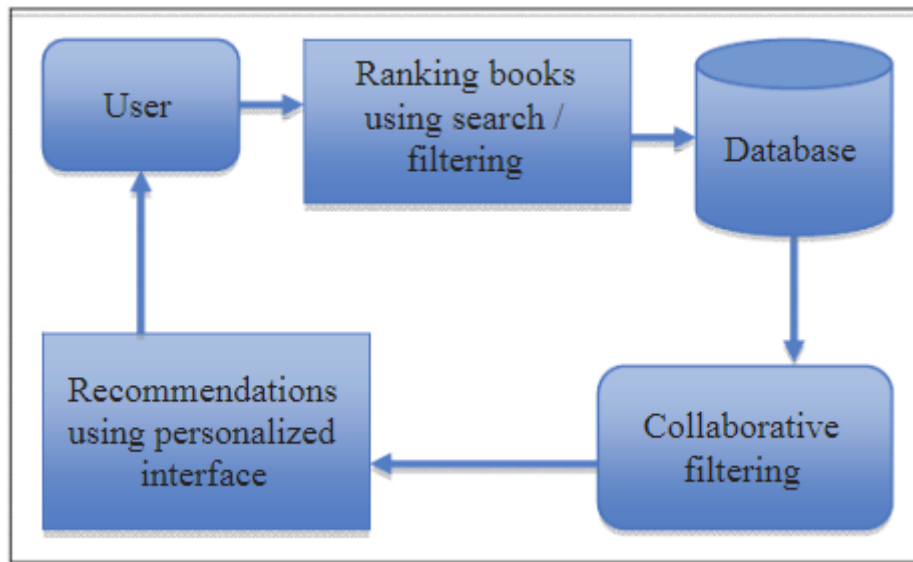 User
Ranking books
using search /
filtering
Database
Collaborative
filtering
Recommendations
using personalized
interface